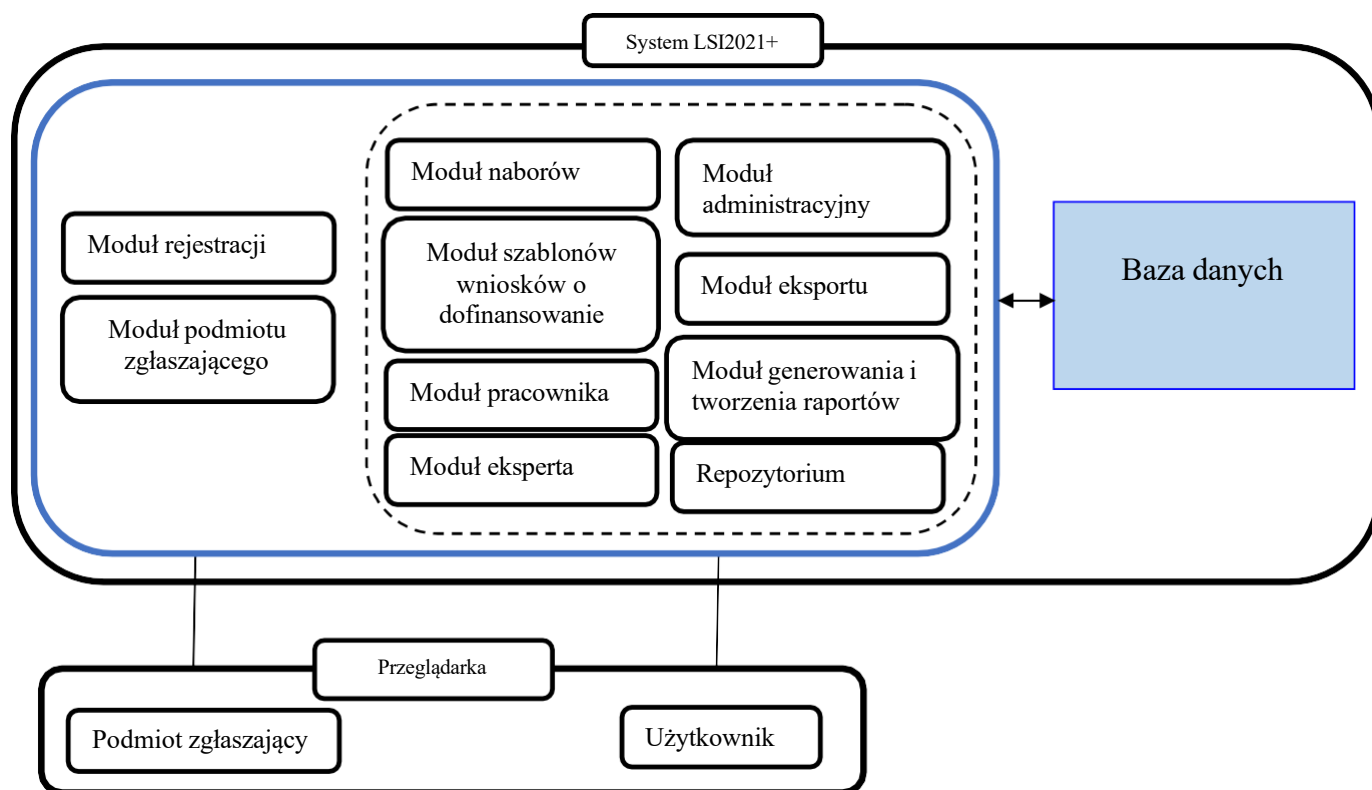 System LSI2021+
Moduł rejestracji
Moduł podmiotu
zgłaszającego
Moduł naborów
Moduł szablonów
wniosków o
dofinansowanie
Moduł pracownika
Moduł eksperta
Moduł
administracyjny
Moduł eksportu
Moduł generowania i
tworzenia raportów
Repozytorium
Baza danych
Przeglądarka
Podmiot zgłaszający
Użytkownik